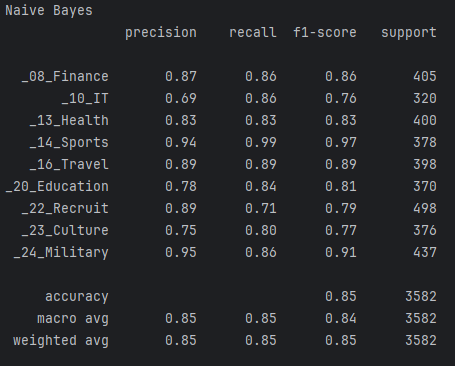 Naive Bayes
precision recall f1-score support
_08_Finance 0.87 0.86 0.86 405
_10_IT 0.69 0.86 0.76 320
_13_Health 0.83 0.83 0.83 400
_14_Sports 0.94 0.99 0.97 378
_16_Travel 0.89 0.89 0.89 398
_20_Education 0.78 0.84 0.81 370
_22_Recruit 0.89 0.71 0.79 498
_23_Culture 0.75 0.80 0.77 376
_24_Military 0.95 0.86 0.91 437
accuracy 0.85 3582
macro avg 0.85 0.85 0.84 3582
weighted avg 0.85 0.85 0.85 3582